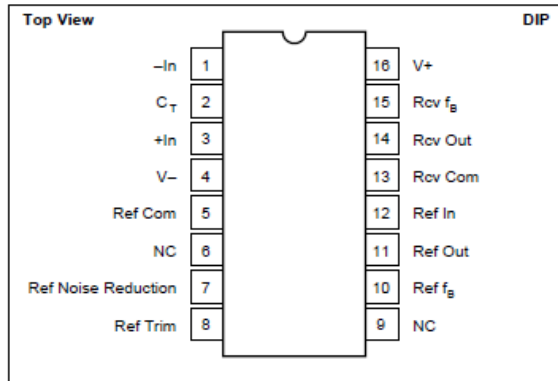 Top View DIP
–In 1 16 V+
C_T 2 15 Rcv f_B
+In 3 14 Rcv Out
V– 4 13 Rcv Com
Ref Com 5 12 Ref In
NC 6 11 Ref Out
Ref Noise Reduction 7 10 Ref f_B
Ref Trim 8 9 NC